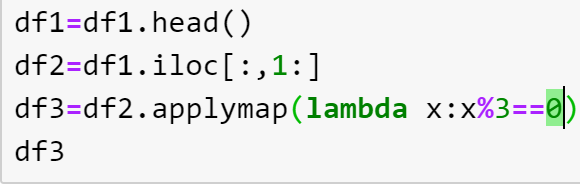 df1=df1.head()
df2=df1.iloc[:,1:]
df3=df2.applymap(lambda x:x%3==0)
df3